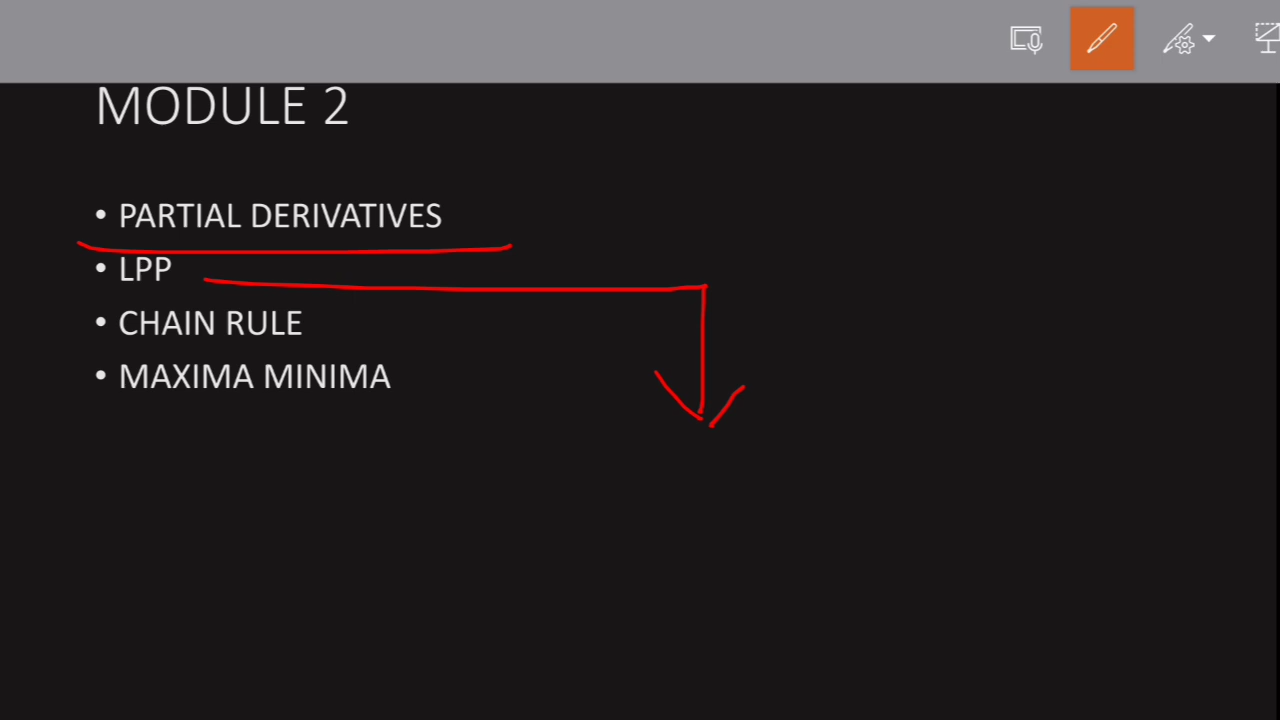 MODULE 2
• PARTIAL DERIVATIVES
• LPP
• CHAIN RULE
• MAXIMA MINIMA